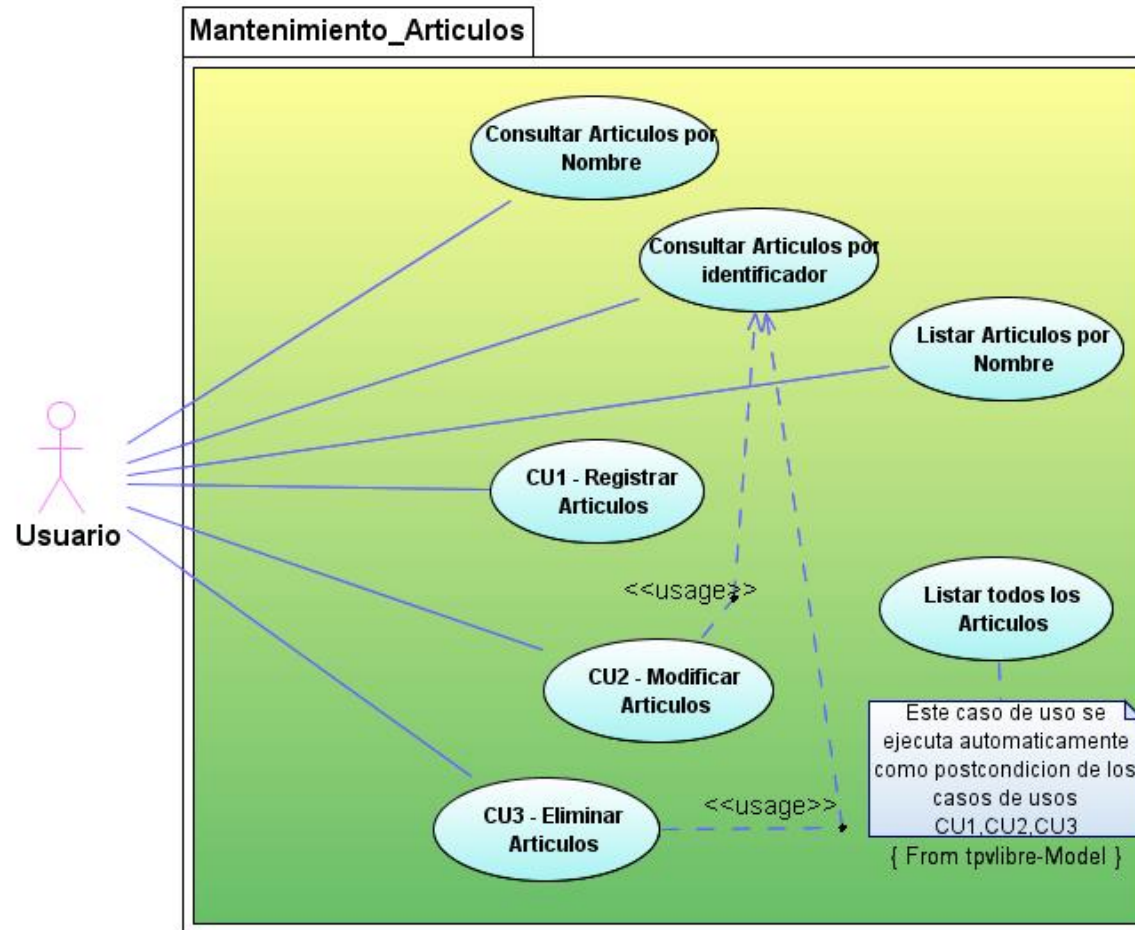 Mantenimiento_Articulos
Consultar Articulos por
Nombre
Consultar Articulos por
identificador
Listar Articulos por
Nombre
CU1 - Registrar
Articulos
Usuario
<<usage>>
Listar todos los
Articulos
CU2 - Modificar
Articulos
Este caso de uso se
ejecuta automaticamente
como postcondicion de los
casos de usos
CU1,CU2,CU3
<<usage>>
CU3 - Eliminar
Articulos
{ From tpvlibre-Model }